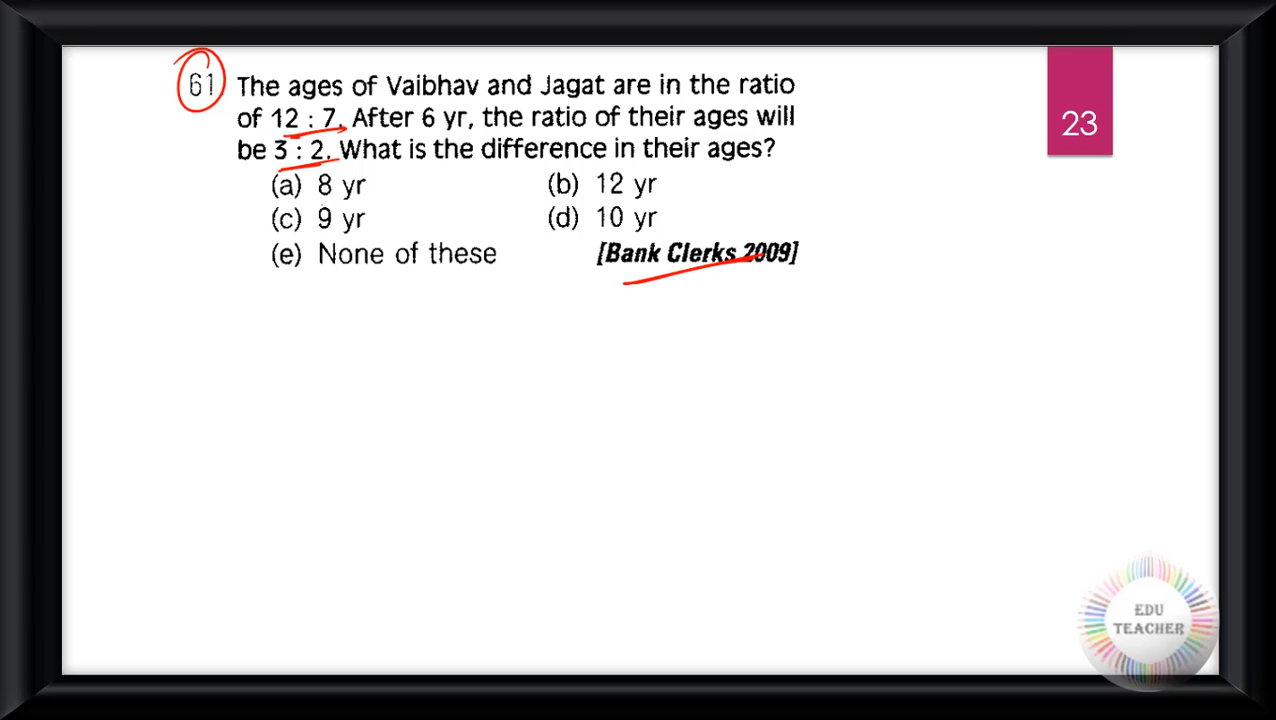 61 The ages of Vaibhav and Jagat are in the ratio
of 12 : 7. After 6 yr, the ratio of their ages will
be 3 : 2. What is the difference in their ages?
(a) 8 yr (b) 12 yr
(c) 9 yr (d) 10 yr
(e) None of these [Bank Clerks 2009]
23
EDU
TEACHER